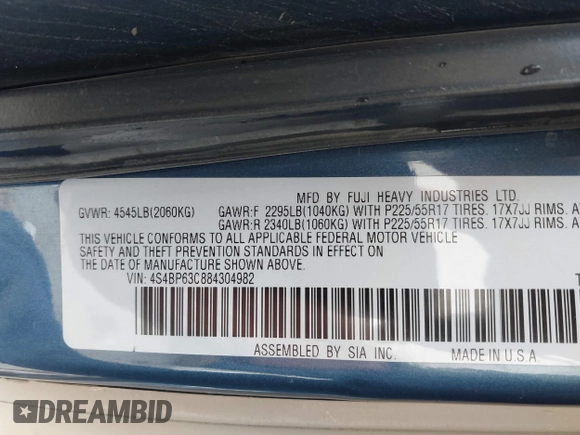 MFD BY FUJI HEAVY INDUSTRIES LTD.
GVWR: 4545LB(2060KG) GAWR:F 2295LB(1040KG) WITH P225/55R17 TIRES. 17X7JJ RIMS.
GAWR:R 2340LB(1060KG) WITH P225/55R17 TIRES. 17X7JJ RIMS.
THIS VEHICLE CONFORMS TO ALL APPLICABLE FEDERAL MOTOR VEHICLE
SAFETY AND THEFT PREVENTION STANDARDS IN EFFECT ON
THE DATE OF MANUFACTURE SHOWN ABOVE.
VIN: 4S4BP63C884304982
ASSEMBLED BY SIA INC. MADE IN U.S.A
DREAMBID